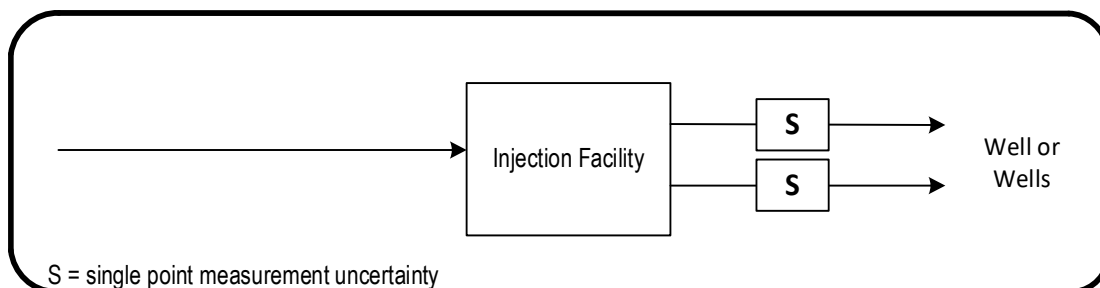 Injection Facility
S
S
Well or
Wells
S = single point measurement uncertainty